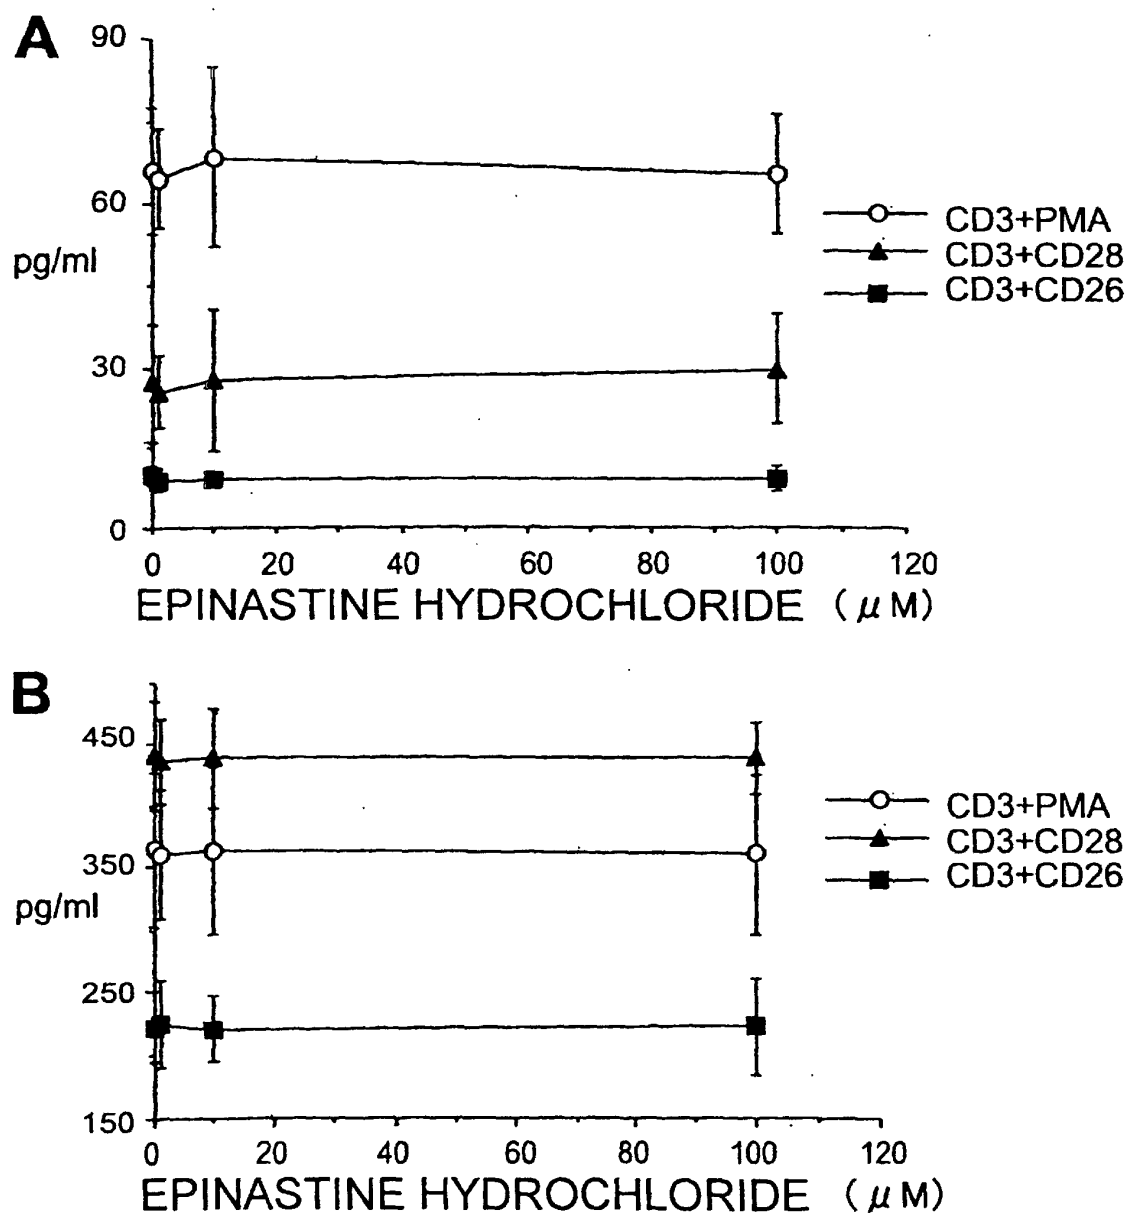 A
90
60
pg/ml
30
0
0 20 40 60 80 100 120
EPINASTINE HYDROCHLORIDE (μM)
CD3+PMA
CD3+CD28
CD3+CD26
B
450
350
pg/ml
250
150
0 20 40 60 80 100 120
EPINASTINE HYDROCHLORIDE (μM)
CD3+PMA
CD3+CD28
CD3+CD26